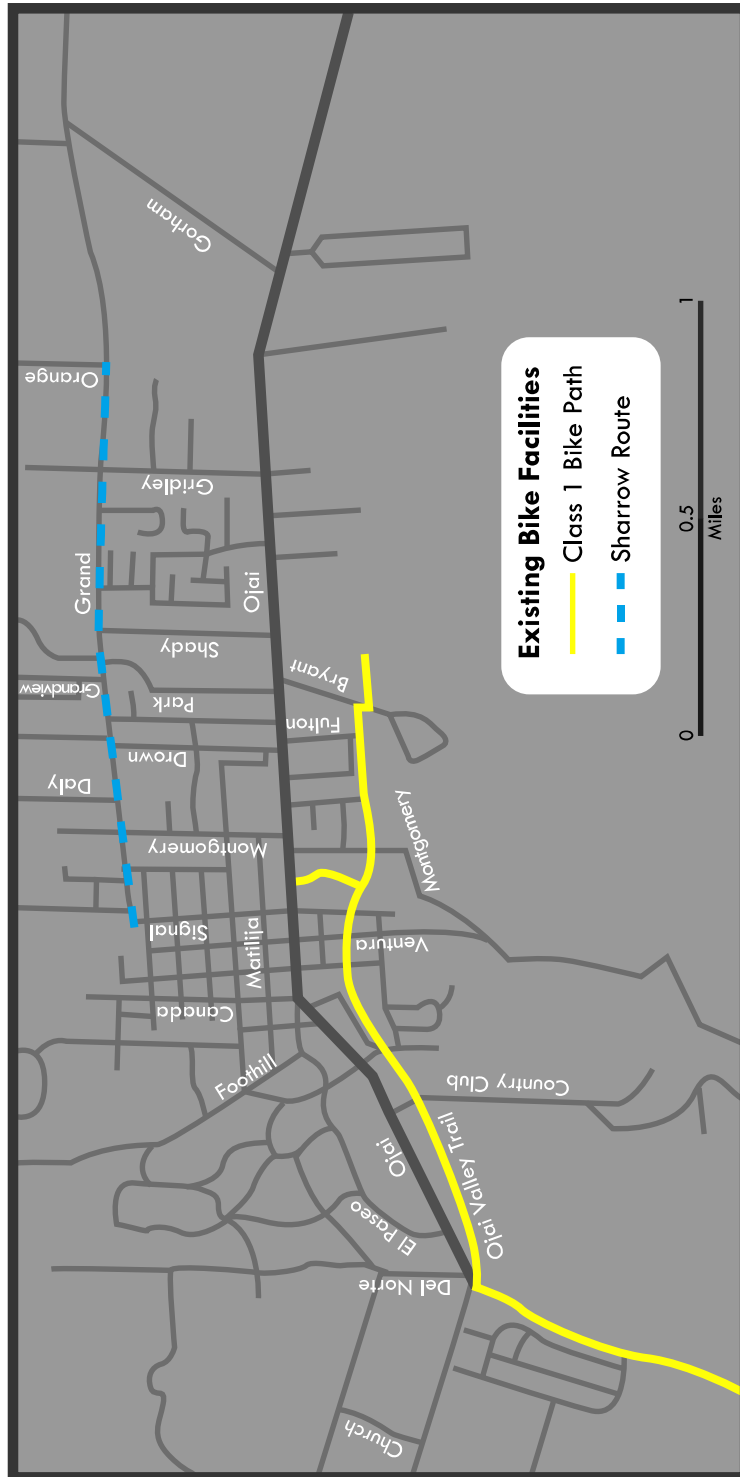 Gorham
Orange
Gridley
Grand
Ojai
Shady
Grandview
Park
Bryant
Fulton
Drown
Daly
Montgomery
Montgomery
Signal
Matilija
Ventura
Canada
Foothill
Country Club
Ojai
Ojai Valley Trail
El Paseo
Del Norte
Church
Existing Bike Facilities
Class 1 Bike Path
Sharrow Route
0 0.5 1
Miles